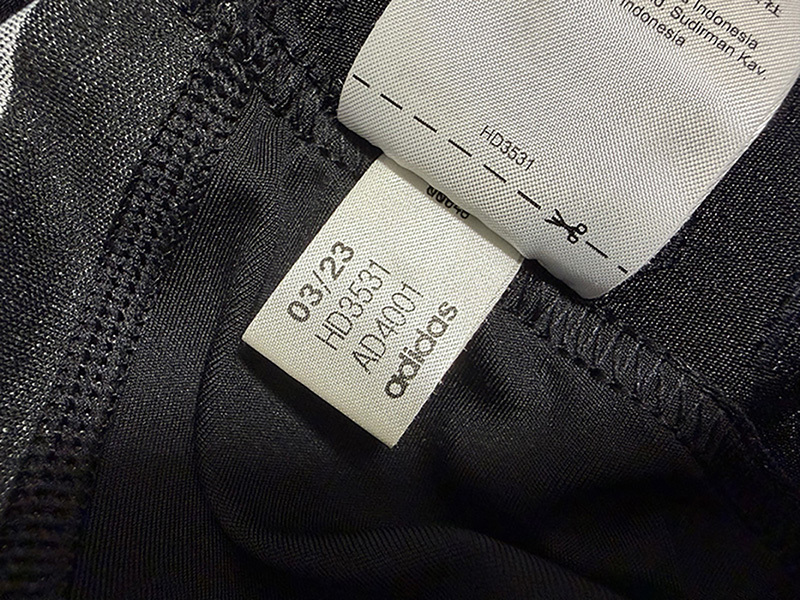 Indonesia
Sudirman Kav.
Indonesia
HD3531
03/23
HD3531
AD4001
adidas